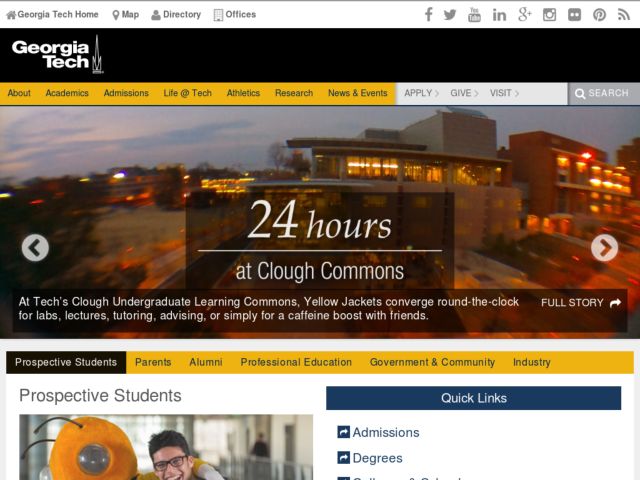 Georgia Tech Home Map Directory Offices
Georgia
Tech
About Academics Admissions Life @ Tech Athletics Research News & Events APPLY GIVE VISIT SEARCH
24 hours
at Clough Commons
At Tech's Clough Undergraduate Learning Commons, Yellow Jackets converge round-the-clock
for labs, lectures, tutoring, advising, or simply for a caffeine boost with friends.
FULL STORY
Prospective Students Parents Alumni Professional Education Government & Community Industry
Prospective Students
Quick Links
Admissions
Degrees